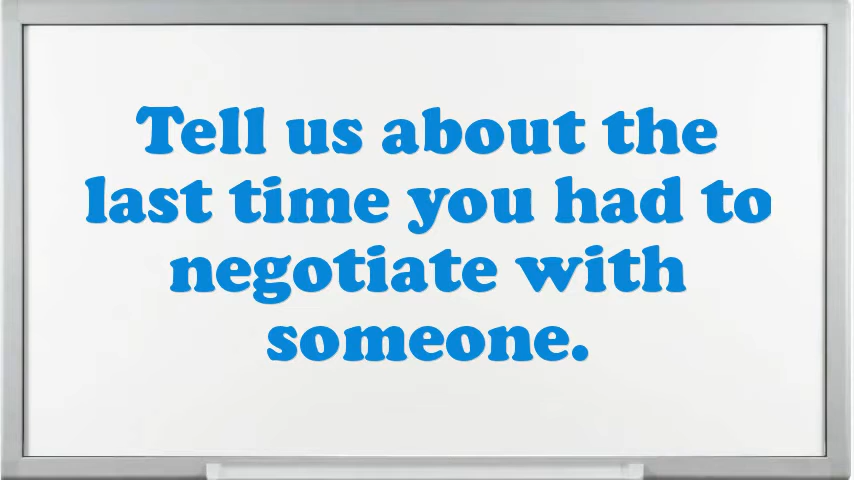 Tell us about the
last time you had to
negotiate with
someone.